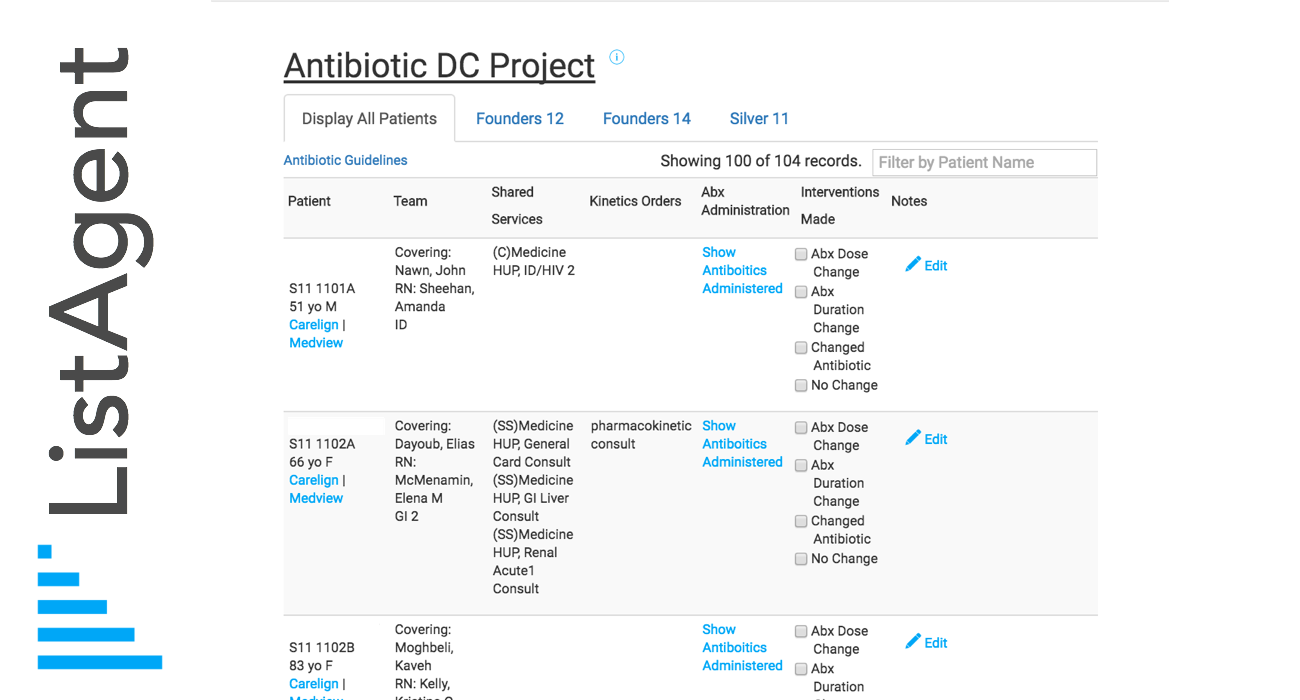 ListAgent
Antibiotic DC Project
Display All Patients
Founders 12
Founders 14
Silver 11
Antibiotic Guidelines
Showing 100 of 104 records.
Filter by Patient Name
Patient
Team
Shared
Services
Kinetics Orders
Abx
Administration
Interventions
Made
Notes
S11 1101A
51 yo M
Carelign |
Medview
Covering:
Nawn, John
RN: Sheehan,
Amanda
ID
(C)Medicine
HUP, ID/HIV 2
Show
Antiboitics
Administered
Abx Dose
Change
Abx
Duration
Change
Changed
Antibiotic
No Change
Edit
S11 1102A
66 yo F
Carelign |
Medview
Covering:
Dayoub, Elias
RN:
McMenamin,
Elena M
GI 2
(SS)Medicine
HUP, General
Card Consult
(SS)Medicine
HUP, GI Liver
Consult
(SS)Medicine
HUP, Renal
Acute1
Consult
pharmacokinetic
consult
Show
Antiboitics
Administered
Abx Dose
Change
Abx
Duration
Change
Changed
Antibiotic
No Change
Edit
S11 1102B
83 yo F
Carelign |
Covering:
Moghbeli,
Kaveh
RN: Kelly,
Show
Antiboitics
Administered
Abx Dose
Change
Abx
Duration
Edit